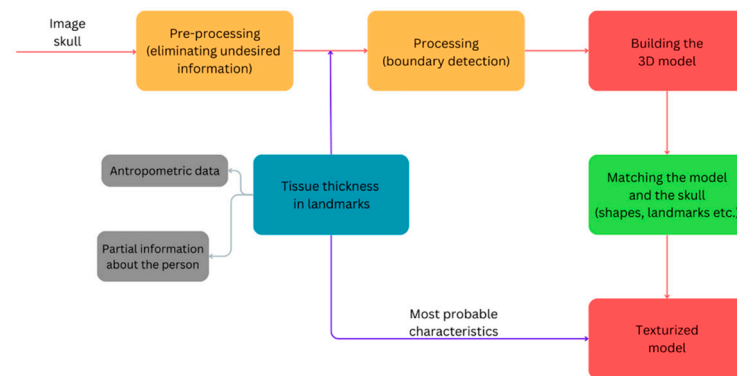 Image
skull
Pre-processing
(eliminating undesired
information)
Processing
(boundary detection)
Building the
3D model
Antropometric data
Tissue thickness
in landmarks
Matching the model
and the skull
(shapes, landmarks etc.)
Partial information
about the person
Most probable
characteristics
Texturized
model